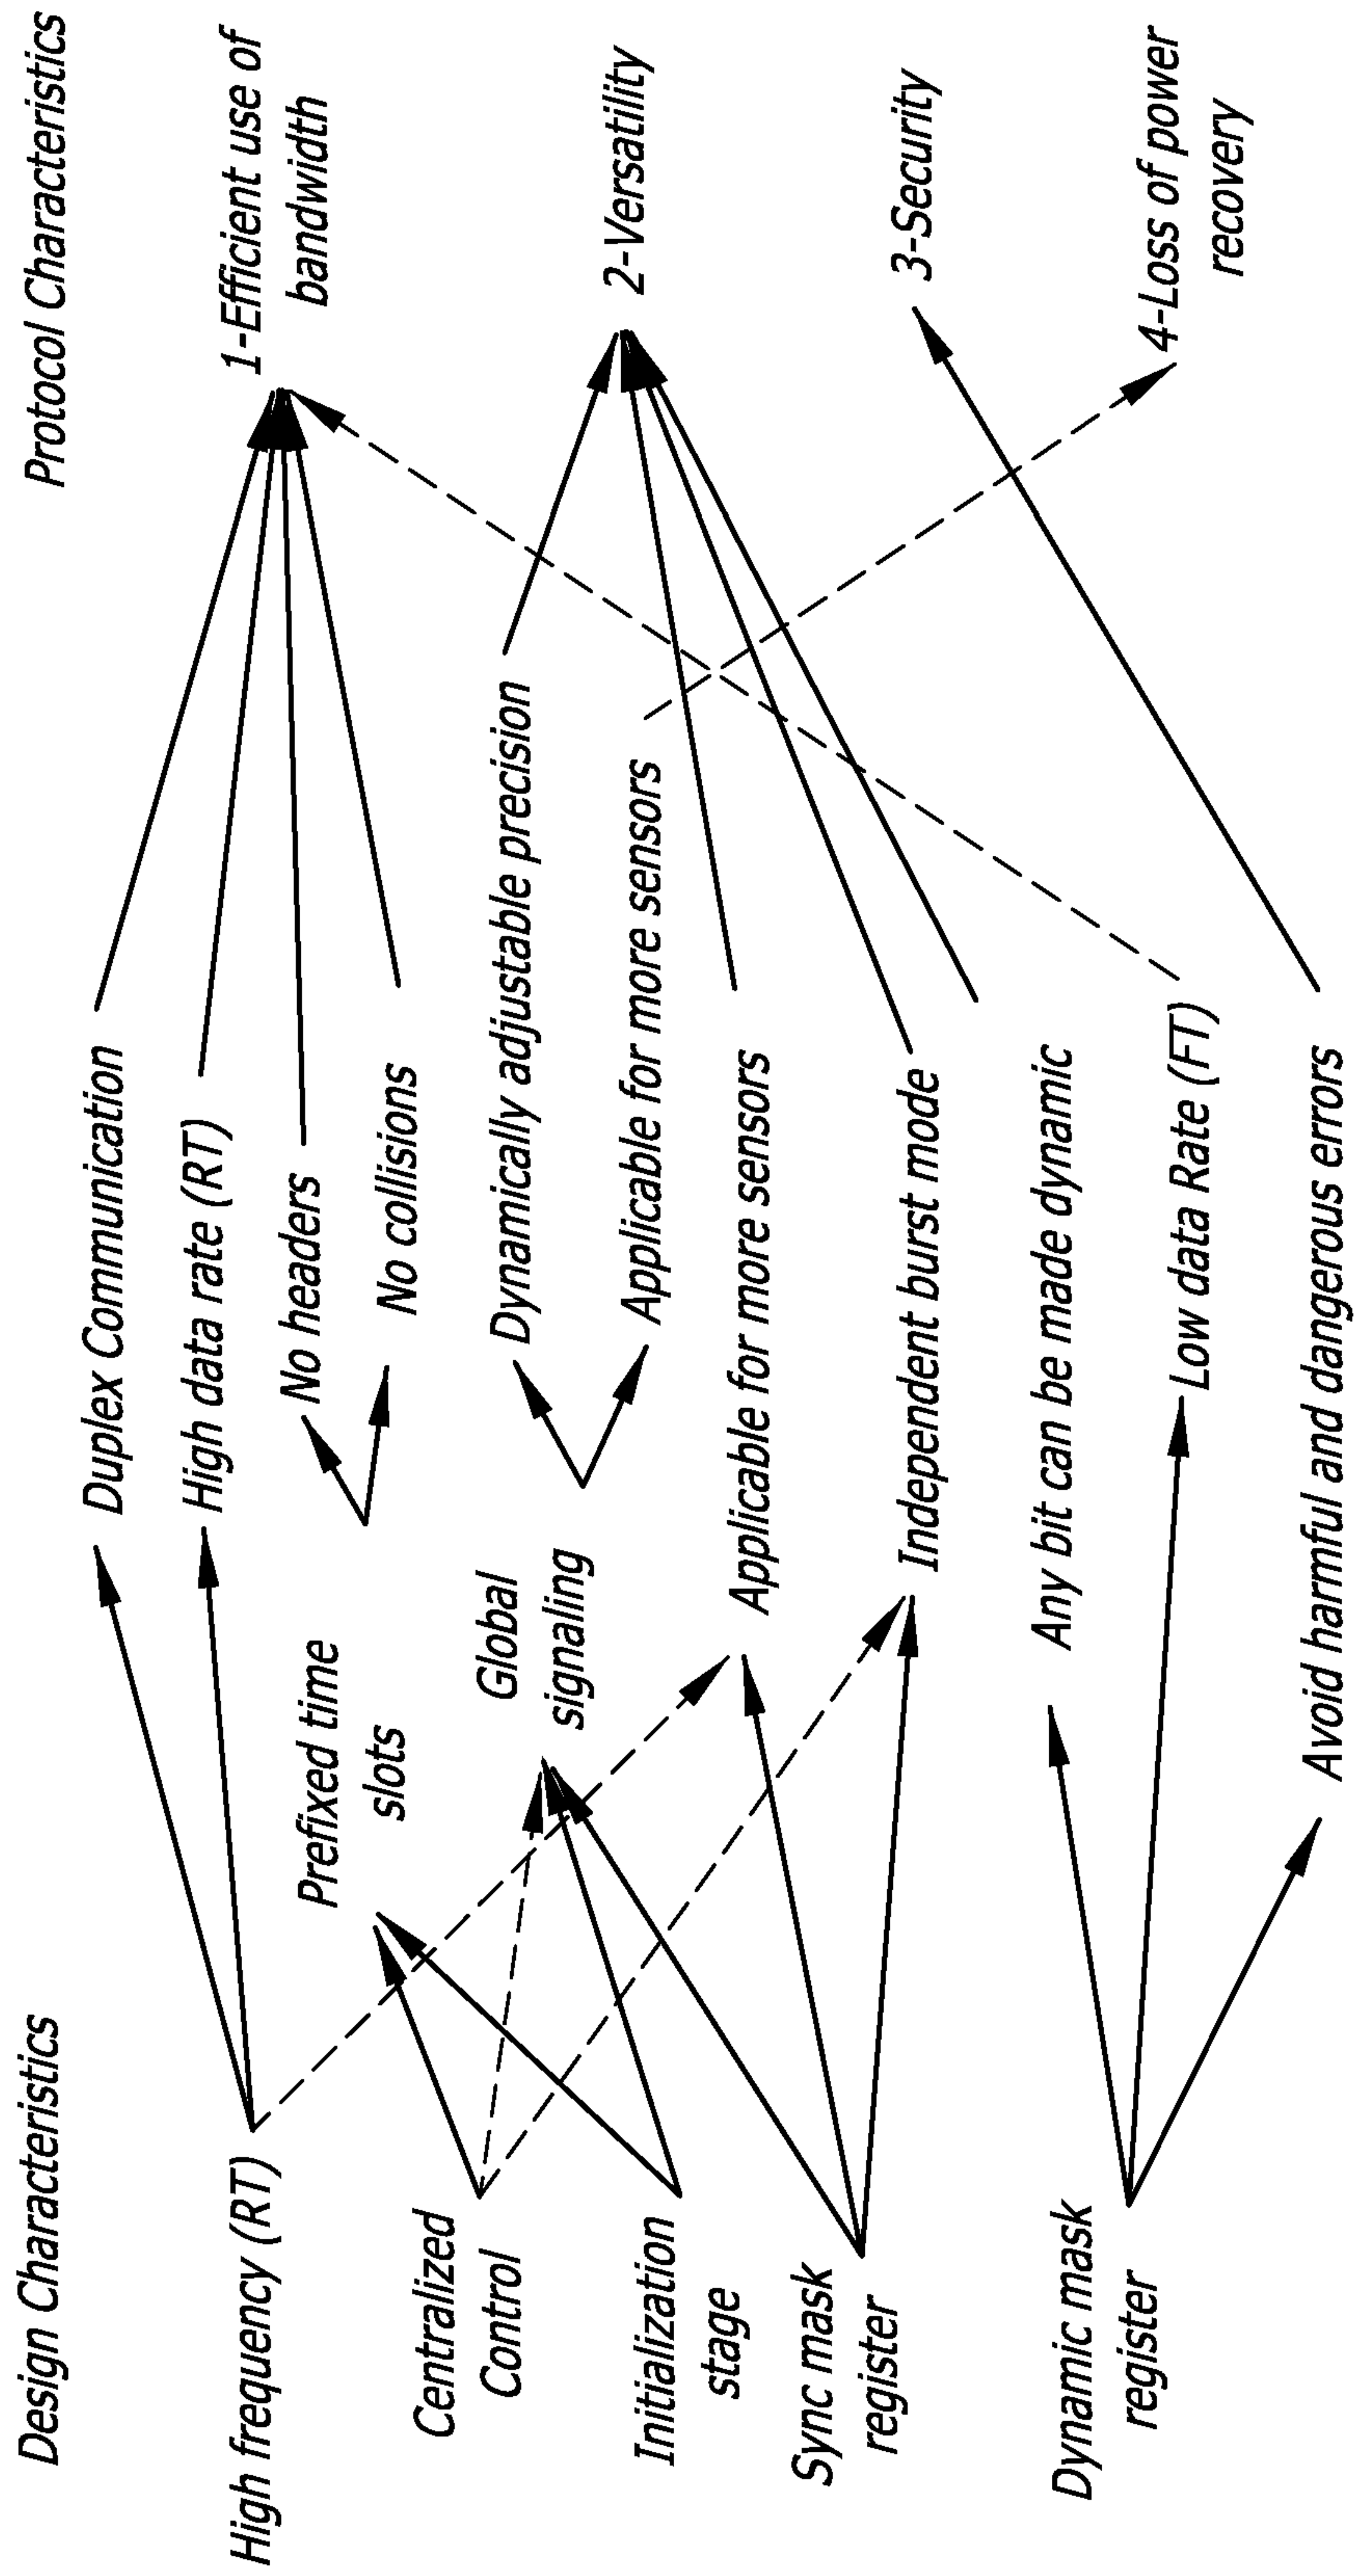 Design Characteristics
Protocol Characteristics
High frequency (RT)
Centralized
Control
Initialization
stage
Sync mask
register
Dynamic mask
register
Prefixed time
slots
Global
signaling
Duplex Communication
High data rate (RT)
No headers
No collisions
Dynamically adjustable precision
Applicable for more sensors
Applicable for more sensors
Independent burst mode
Any bit can be made dynamic
Low data Rate (FT)
Avoid harmful and dangerous errors
1-Efficient use of
bandwidth
2-Versatility
3-Security
4-Loss of power
recovery